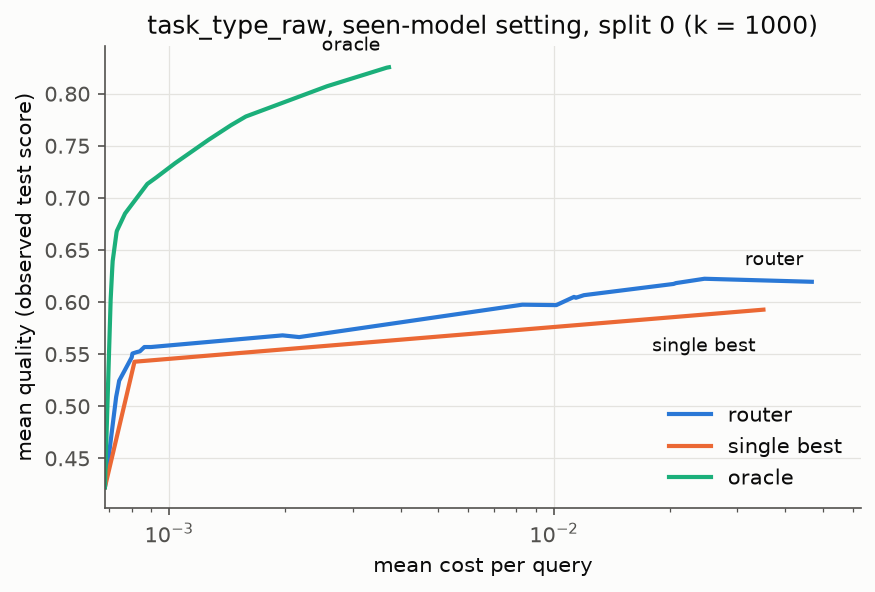 task_type_raw, seen-model setting, split 0 (k = 1000)
oracle
mean quality (observed test score)
0.80
0.75
0.70
0.65
0.60
0.55
0.50
0.45
router
single best
router
single best
oracle
10⁻³
10⁻²
mean cost per query